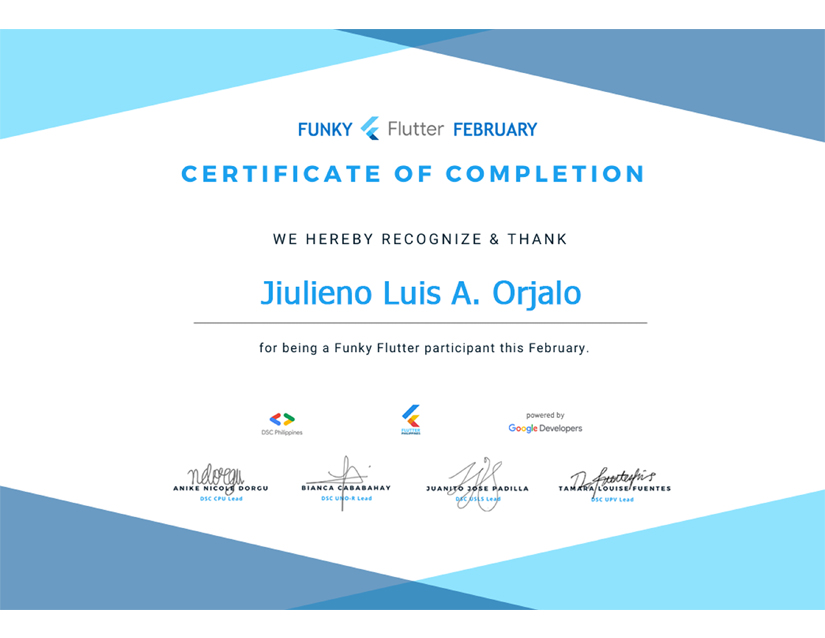 FUNKY Flutter FEBRUARY
CERTIFICATE OF COMPLETION
WE HEREBY RECOGNIZE & THANK
Jiulieno Luis A. Orjalo
for being a Funky Flutter participant this February.
DSC Philippines
FLUTTER
PHILIPPINES
powered by
Google Developers
ANIKE NICOLE DORGU
BIANCA CABABAHAY
JUANITO JOSE PADILLA
TAMARA LOUISE FUENTES
DSC CPU Lead
DSC UNO-R Lead
DSC USLS Lead
DSC UPV Lead